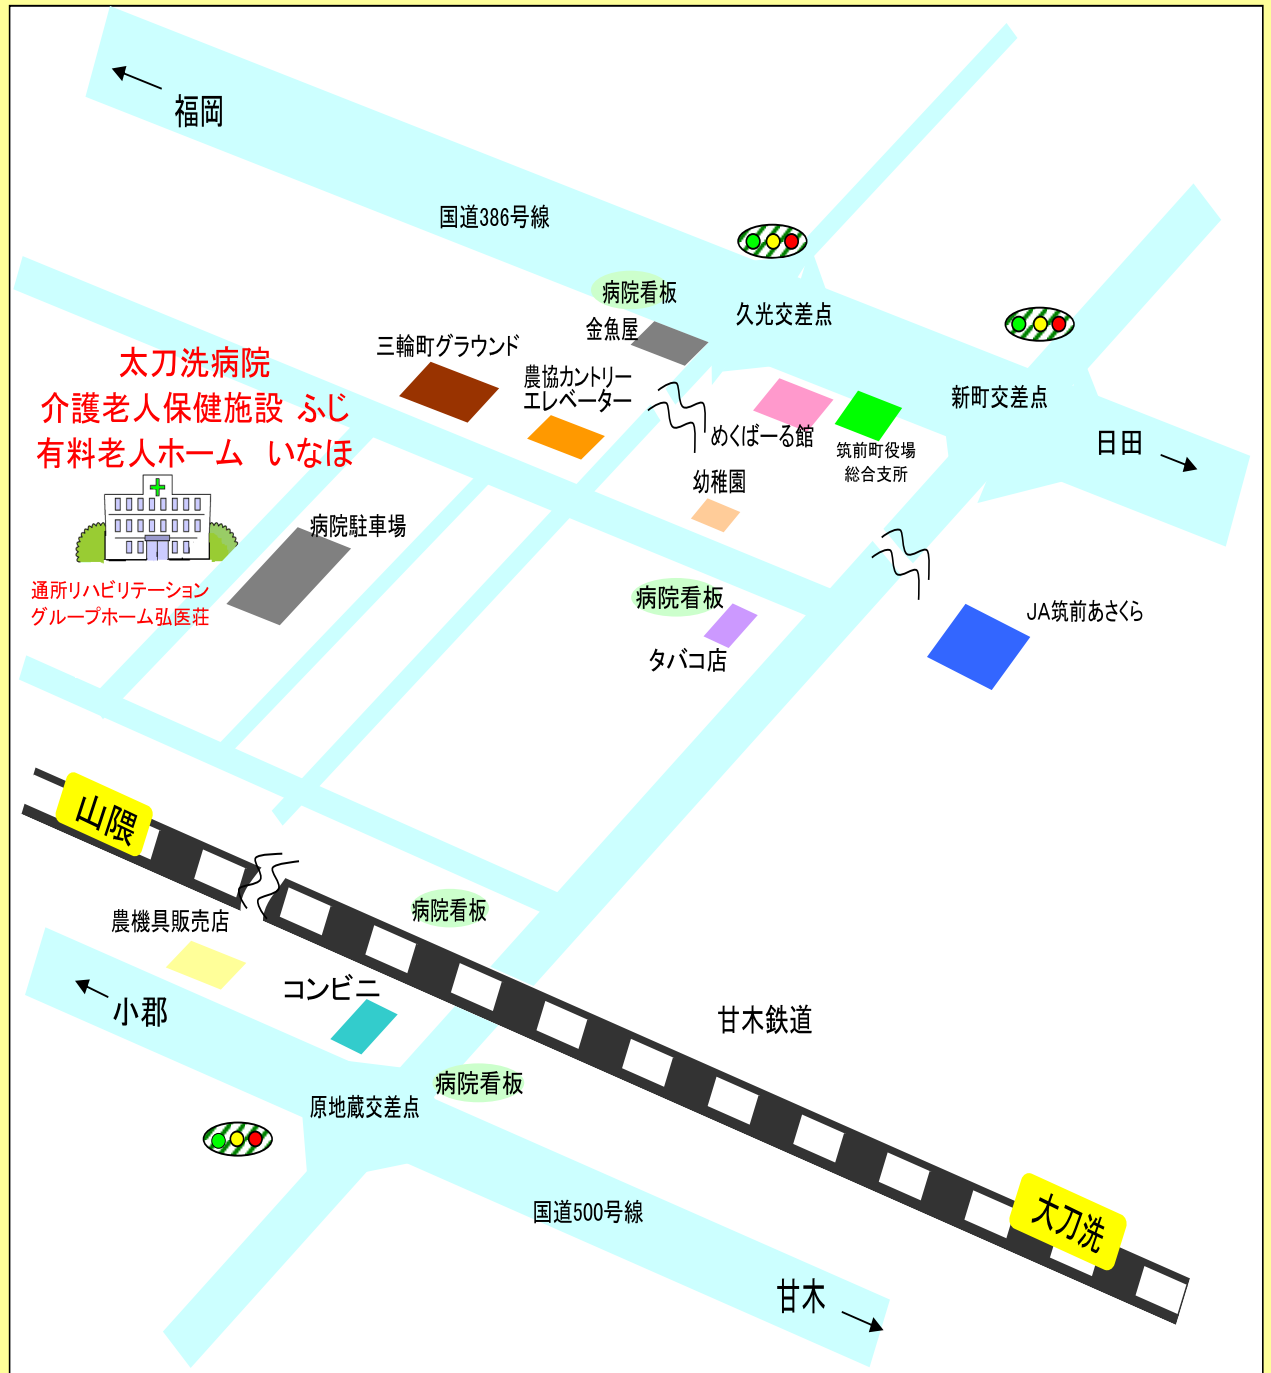 福岡
国道386号線
病院看板
久光交差点
金魚屋
三輪町グラウンド
太刀洗病院
農協カントリー
エレベーター
新町交差点
介護老人保健施設 ふじ
めくばーる館
筑前町役場
総合支所
日田
有料老人ホーム いなほ
幼稚園
病院駐車場
通所リハビリテーション
グループホーム弘医荘
病院看板
JA筑前あさくら
タバコ店
山隈
病院看板
農機具販売店
コンビニ
小郡
甘木鉄道
病院看板
原地蔵交差点
国道500号線
大刀洗
甘木